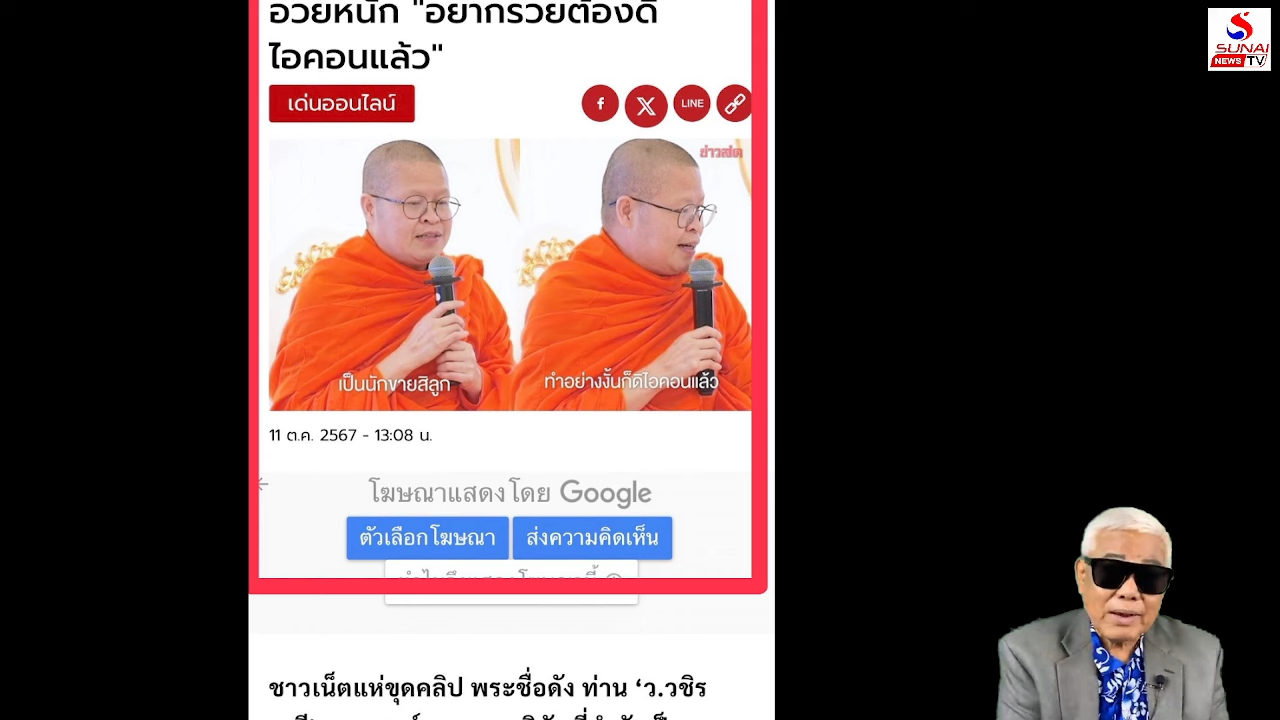 อวยหนัก "อยากรวยต้องดิ
ไอคอนแล้ว"
SUNAI
NEWS TV
เด่นออนไลน์
f X LINE
ข่าวสด
เป็นนักขายสิลูก
ทำอย่างงั้นก็ดิไอคอนแล้ว
11 ต.ค. 2567 - 13:08 น.
โฆษณาแสดงโดย Google
ตัวเลือกโฆษณา ส่งความคิดเห็น
ชาวเน็ตแห่ขุดคลิป พระชื่อดัง ท่าน ‘ว.วชิร